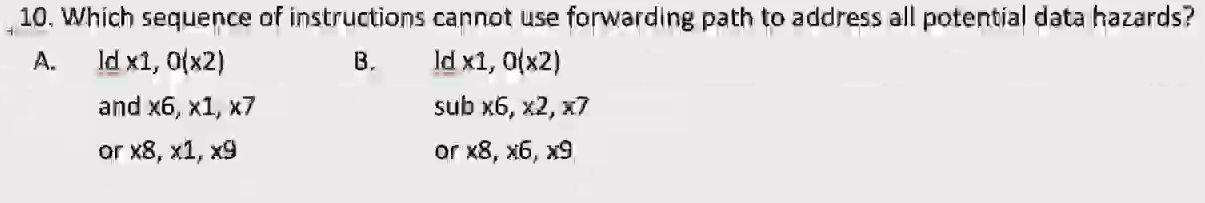 10. Which sequence of instructions cannot use forwarding path to address all potential data hazards?
A. ld x1, 0(x2) B. ld x1, 0(x2)
and x6, x1, x7 sub x6, x2, x7
or x8, x1, x9 or x8, x6, x9